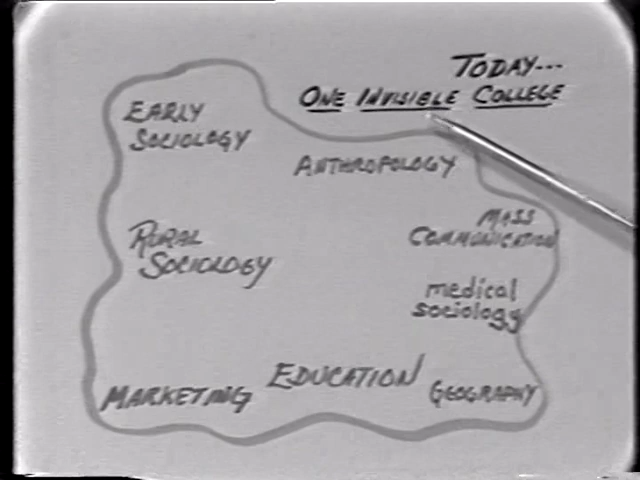 TODAY...
ONE INVISIBLE COLLEGE
EARLY
SOCIOLOGY
ANTHROPOLOGY
MASS
COMMUNICATION
RURAL
SOCIOLOGY
medical
sociology
EDUCATION
MARKETING
GEOGRAPHY